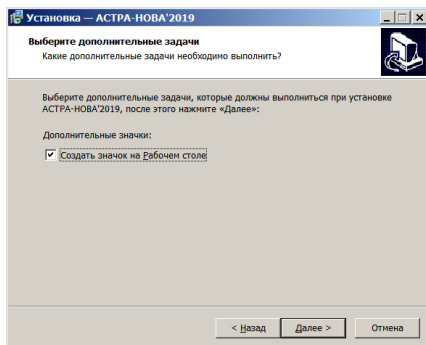 Установка — АСТРА-НОВА'2019
Выберите дополнительные задачи
Какие дополнительные задачи необходимо выполнить?
Выберите дополнительные задачи, которые должны выполниться при установке
АСТРА-НОВА'2019, после этого нажмите «Далее»:
Дополнительные значки:
Создать значок на Рабочем столе
< Назад Далее > Отмена